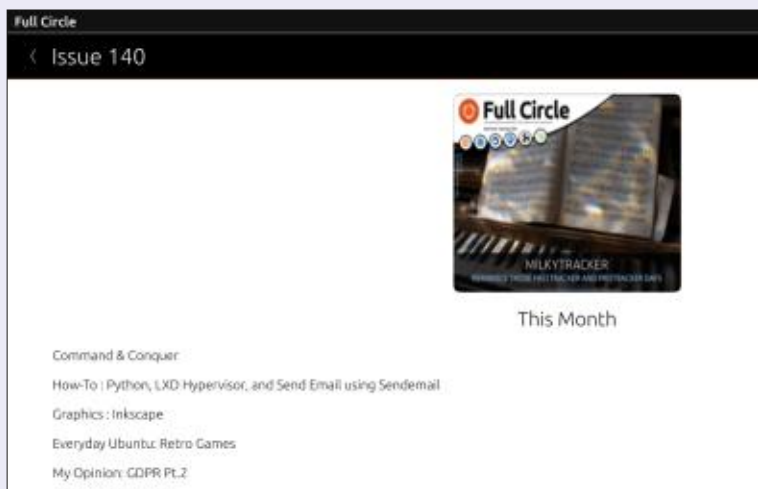 Full Circle
Issue 140
Full Circle
MILKYTRACKER
This Month
Command & Conquer
How-To : Python, LXD Hypervisor, and Send Email using Sendemail
Graphics : Inkscape
Everyday Ubuntu: Retro Games
My Opinion: GDPR Pt.2